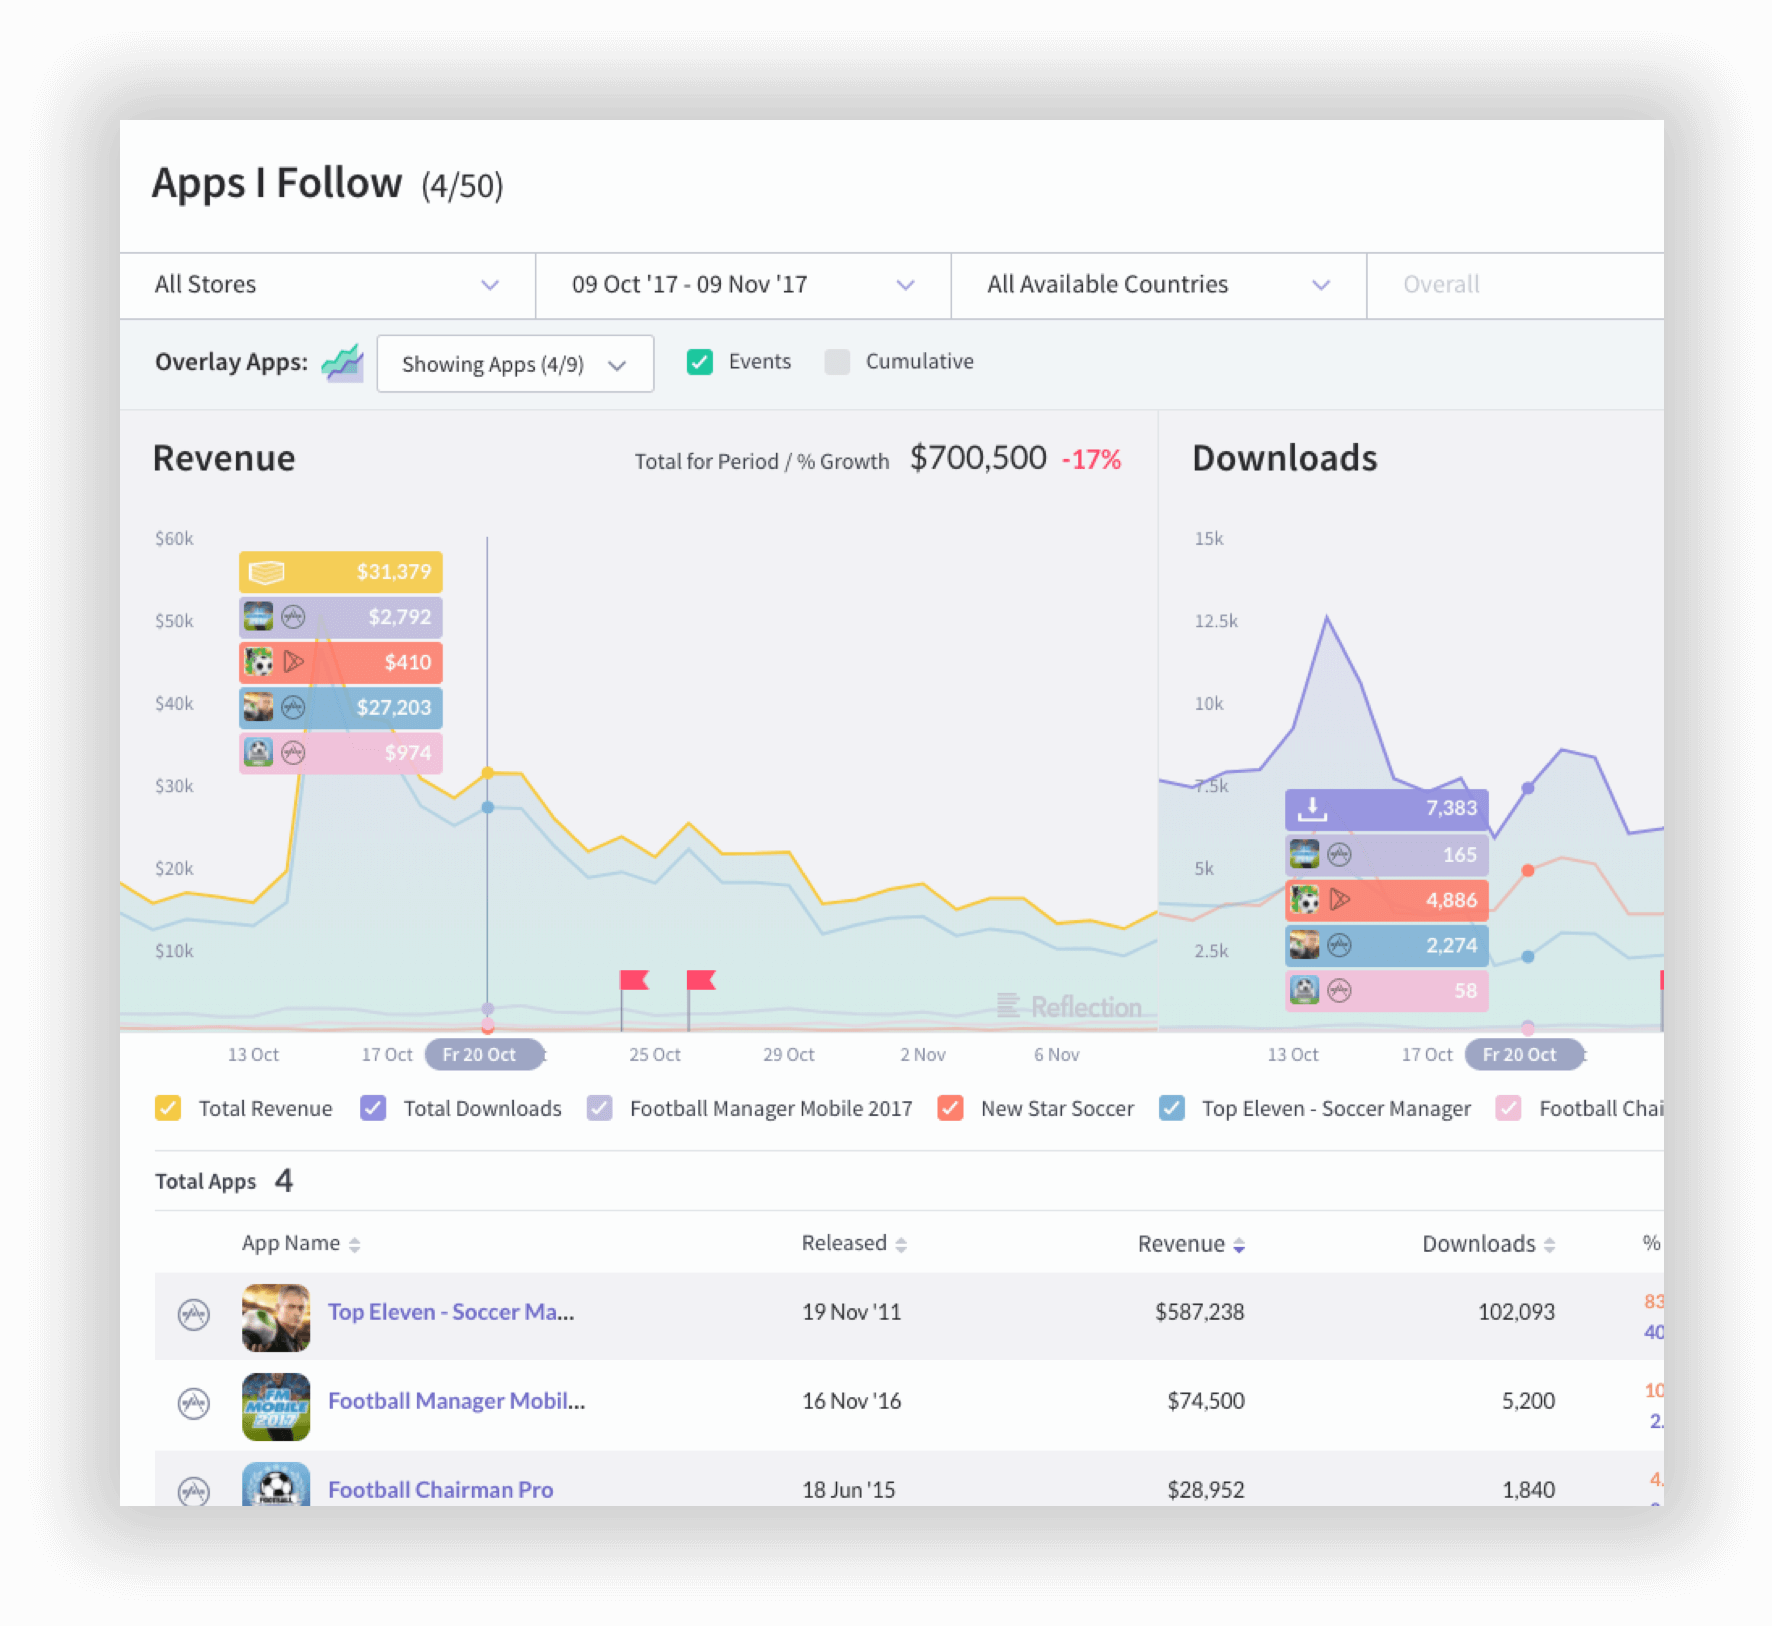 Apps I Follow (4/50)
All Stores 09 Oct '17 - 09 Nov '17 All Available Countries Overall
Overlay Apps: Showing Apps (4/9) Events Cumulative
Revenue Total for Period / % Growth $700,500 -17%
$60k
$50k
$40k
$30k
$20k
$10k
$31,379
$2,792
$410
$27,203
$974
Reflection
13 Oct 17 Oct Fr 20 Oct 25 Oct 29 Oct 2 Nov 6 Nov
Downloads
15k
12.5k
10k
7.5k
5k
2.5k
7,383
165
4,886
2,274
58
13 Oct 17 Oct Fr 20 Oct
Total Revenue Total Downloads Football Manager Mobile 2017 New Star Soccer Top Eleven - Soccer Manager Football Chai
Total Apps 4
App Name Released Revenue Downloads %
Top Eleven - Soccer Ma... 19 Nov '11 $587,238 102,093 83
40
FM
MOBILE
2017
Football Manager Mobil... 16 Nov '16 $74,500 5,200 10
2.
FOOTBALL
Football Chairman Pro 18 Jun '15 $28,952 1,840 4.